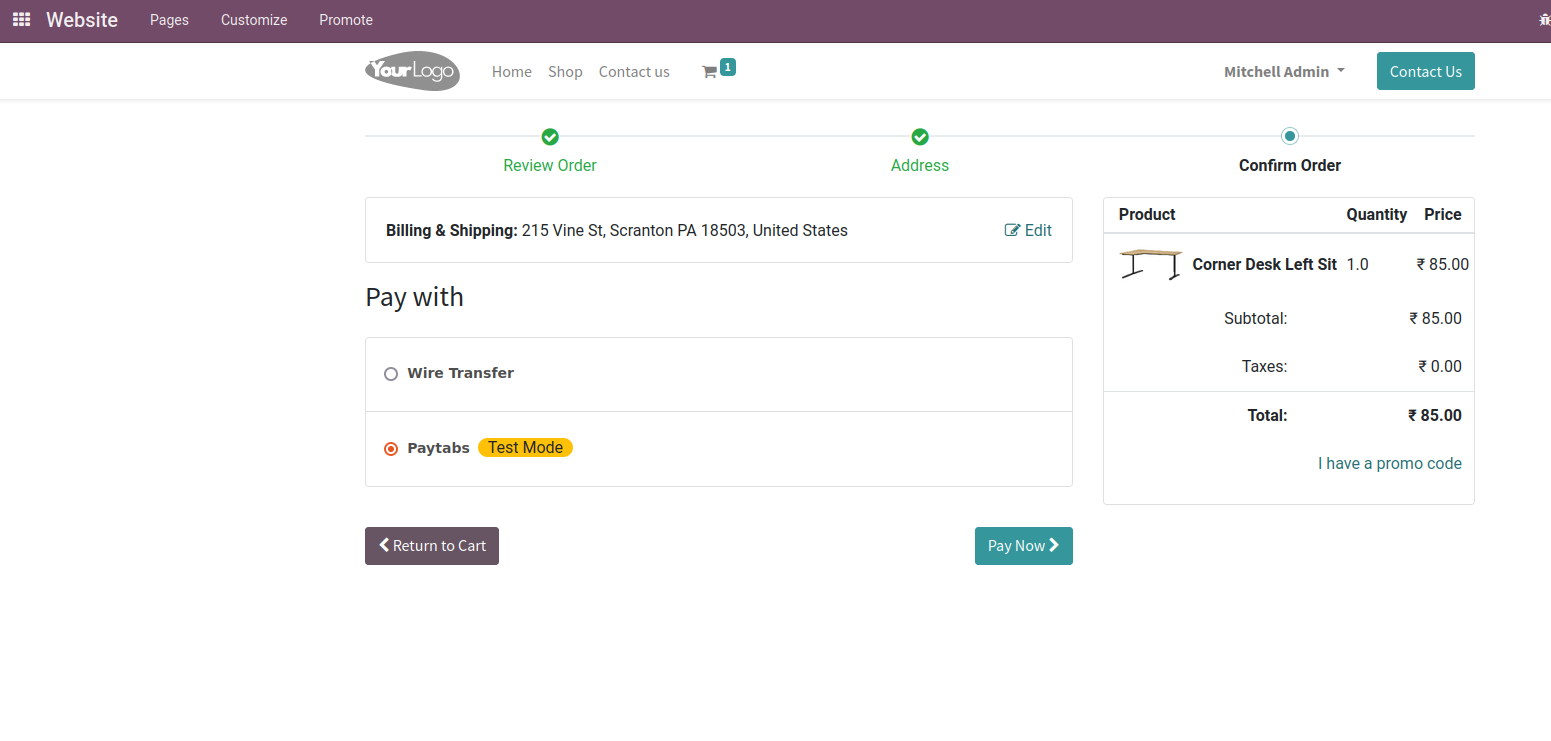 Website Pages Customize Promote
YourLogo Home Shop Contact us 1 Mitchell Admin Contact Us
Review Order Address Confirm Order
Billing & Shipping: 215 Vine St, Scranton PA 18503, United States Edit
Pay with
Wire Transfer
Paytabs Test Mode
Return to Cart Pay Now
Product Quantity Price
Corner Desk Left Sit 1.0 ₹ 85.00
Subtotal: ₹ 85.00
Taxes: ₹ 0.00
Total: ₹ 85.00
I have a promo code